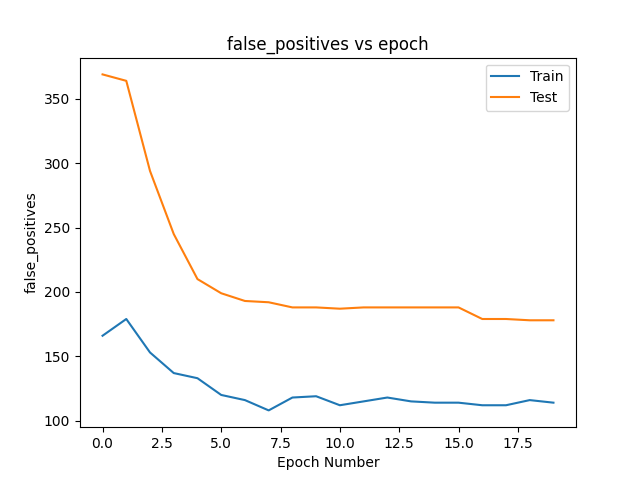 false_positives vs epoch
Train
Test
false_positives
350
300
250
200
150
100
0.0 2.5 5.0 7.5 10.0 12.5 15.0 17.5
Epoch Number